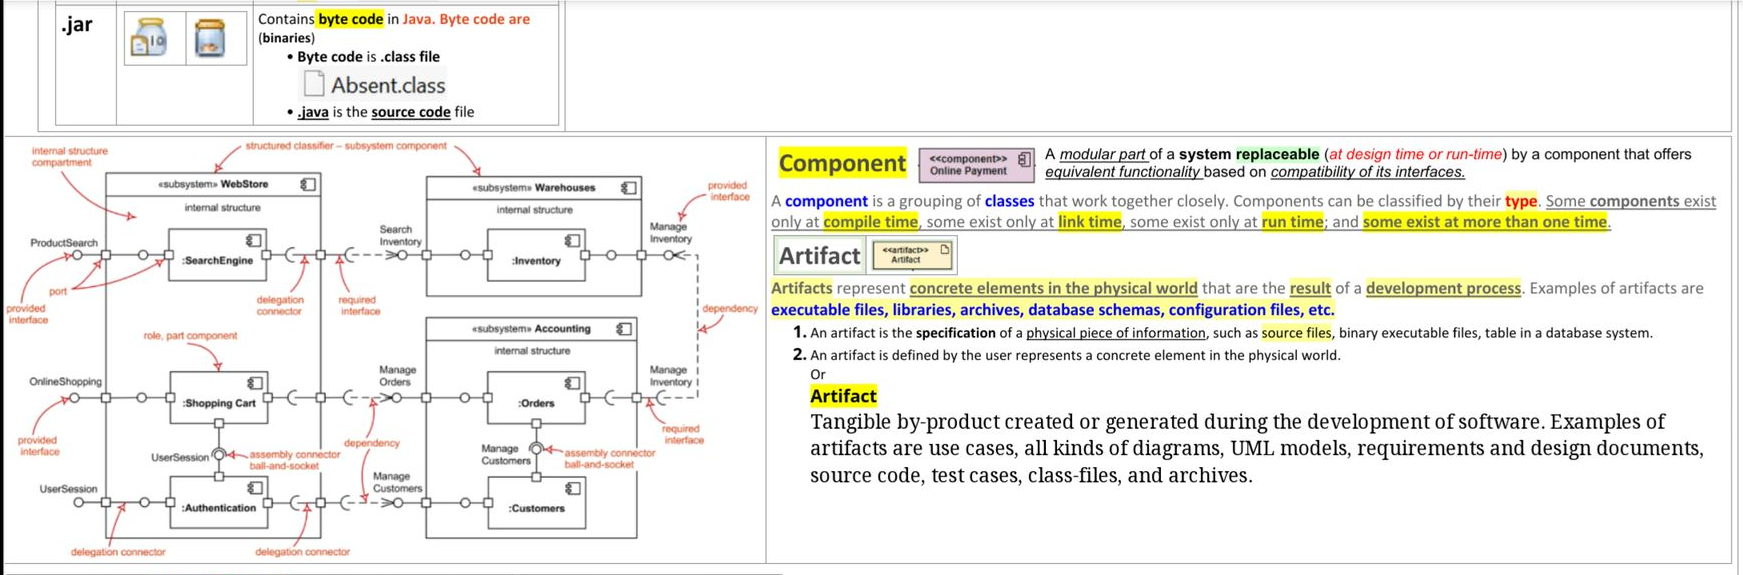 .jar
Contains byte code in Java. Byte code are
(binaries)
• Byte code is .class file
Absent.class
• .java is the source code file
internal structure
compartment
structured classifier – subsystem component
«subsystem» WebStore
internal structure
ProductSearch
:SearchEngine
port
provided
interface
delegation
connector
required
interface
Search
Inventory
«subsystem» Warehouses
internal structure
:Inventory
Manage
Inventory
provided
interface
dependency
role, part component
OnlineShopping
:Shopping Cart
provided
interface
Manage
Orders
«subsystem» Accounting
internal structure
:Orders
Manage
Inventory
required
interface
dependency
UserSession
assembly connector
ball-and-socket
Manage
Customers
assembly connector
ball-and-socket
UserSession
:Authentication
Manage
Customers
:Customers
delegation connector
delegation connector
Component
<<component>>
Online Payment
A modular part of a system replaceable (at design time or run-time) by a component that offers
equivalent functionality based on compatibility of its interfaces.
A component is a grouping of classes that work together closely. Components can be classified by their type. Some components exist
only at compile time, some exist only at link time, some exist only at run time; and some exist at more than one time.
Artifact
<<artifact>>
Artifact
Artifacts represent concrete elements in the physical world that are the result of a development process. Examples of artifacts are
executable files, libraries, archives, database schemas, configuration files, etc.
1. An artifact is the specification of a physical piece of information, such as source files, binary executable files, table in a database system.
2. An artifact is defined by the user represents a concrete element in the physical world.
Or
Artifact
Tangible by-product created or generated during the development of software. Examples of
artifacts are use cases, all kinds of diagrams, UML models, requirements and design documents,
source code, test cases, class-files, and archives.